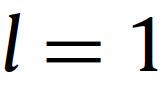 l = 1